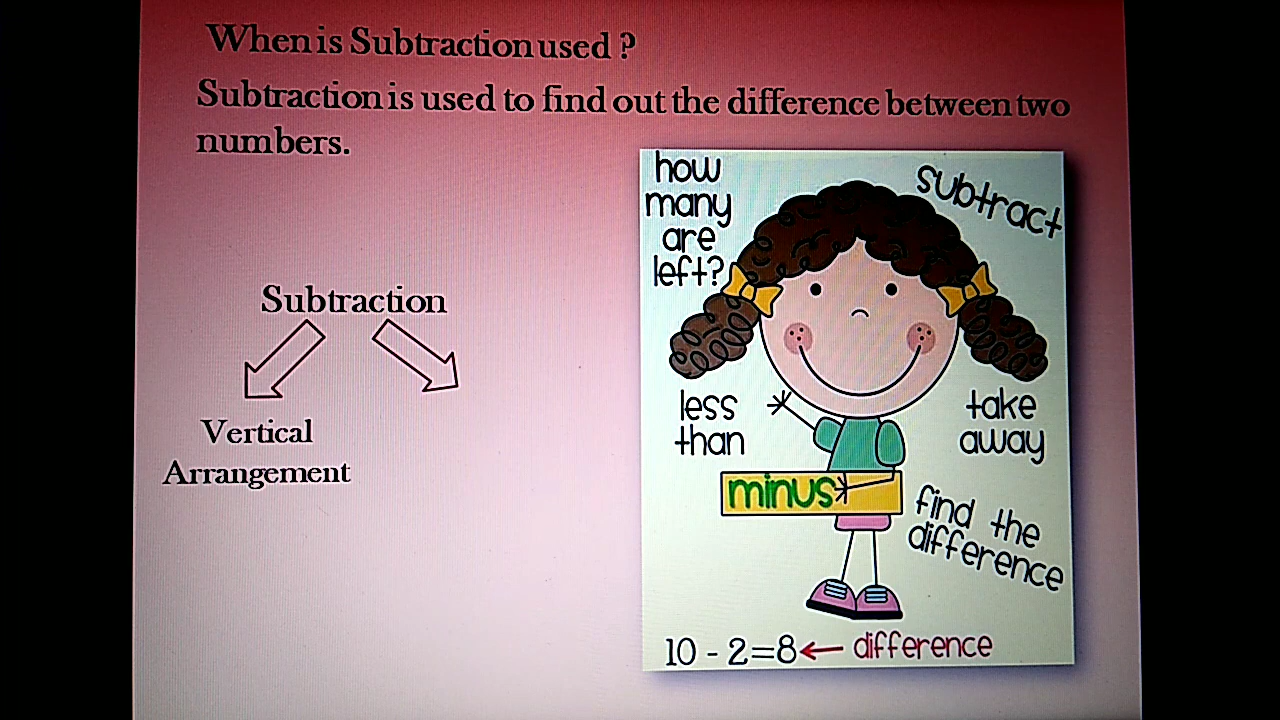 When is Subtraction used ?
Subtraction is used to find out the difference between two
numbers.
Subtraction
Vertical
Arrangement
how
many
are
left?
subtract
less
than
take
away
minus
find the
difference
10 - 2=8← difference